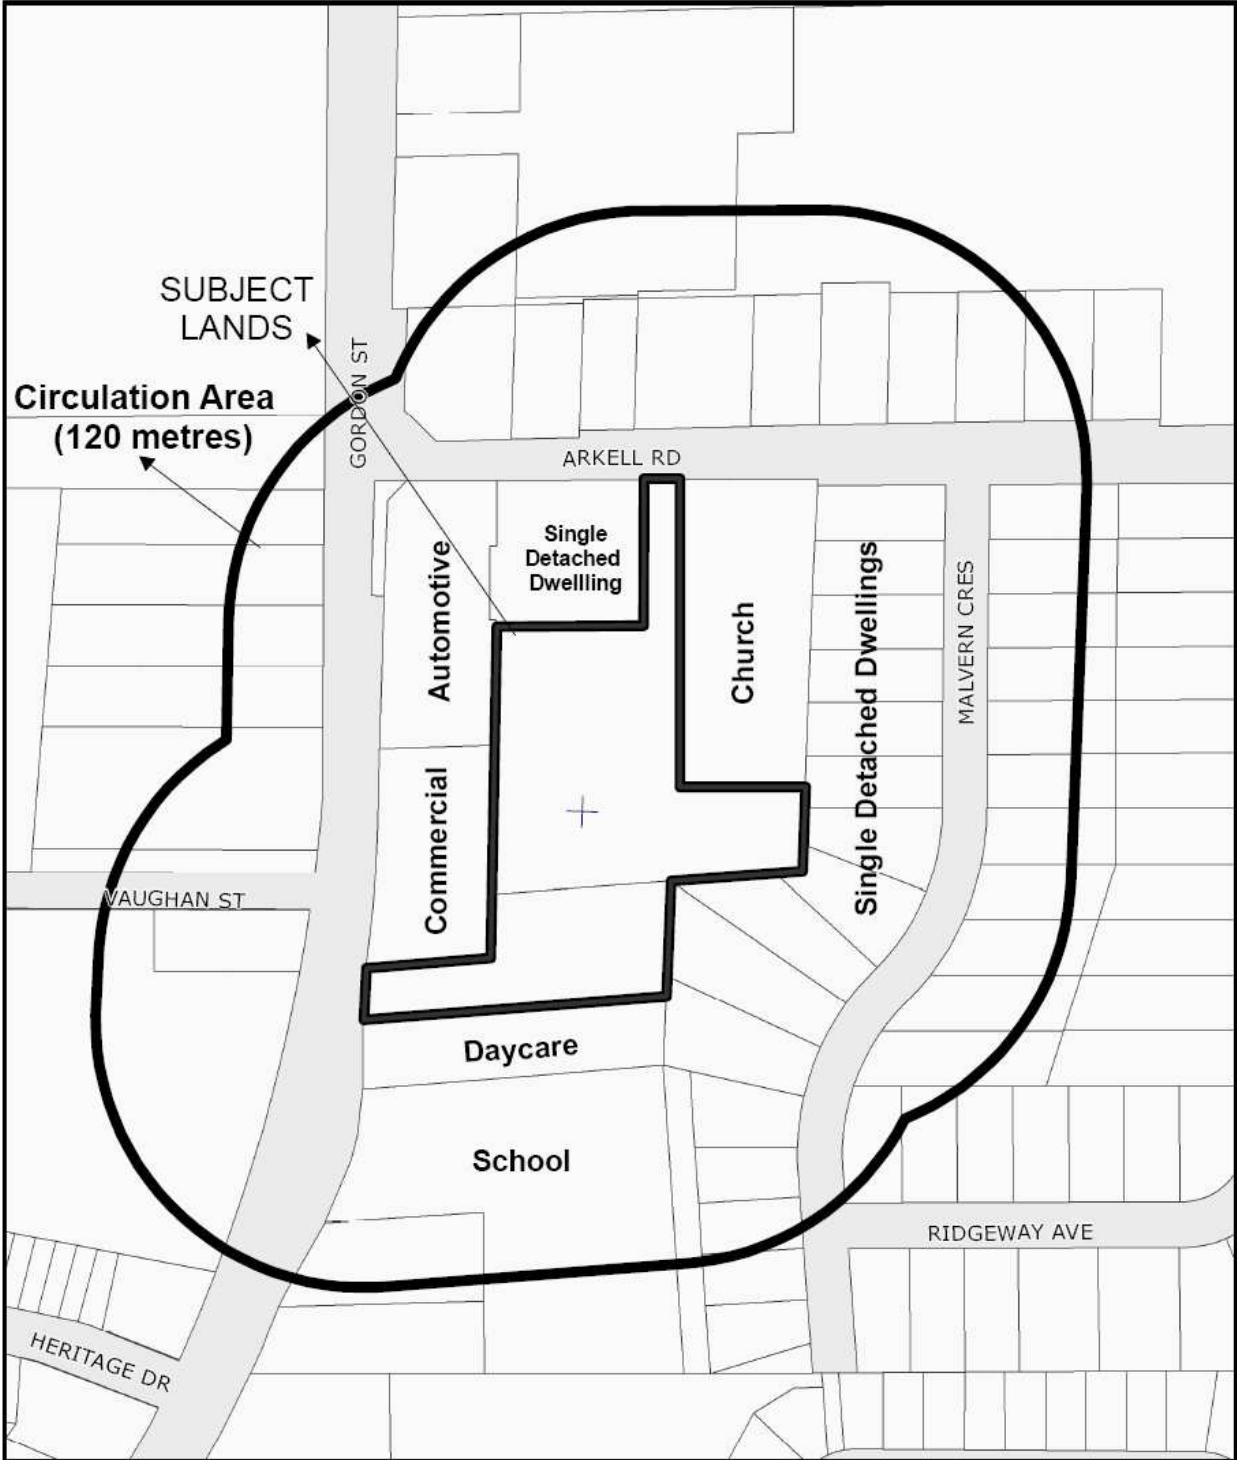 SUBJECT
LANDS
GORDON ST
Circulation Area
(120 metres)
ARKELL RD
Single
Detached
Dwellling
Automotive
Church
Single Detached Dwellings
MALVERN CRES
Commercial
VAUGHAN ST
Daycare
School
RIDGEWAY AVE
HERITAGE DR